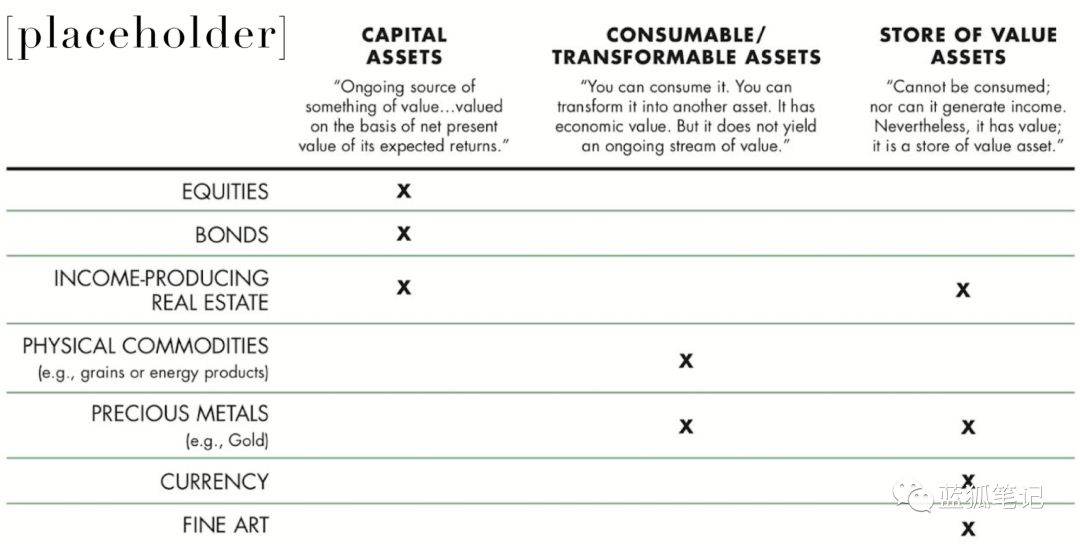 [placeholder]
CAPITAL
ASSETS
"Ongoing source of
something of value...valued
on the basis of net present
value of its expected returns."
CONSUMABLE/
TRANSFORMABLE ASSETS
"You can consume it. You can
transform it into another asset. It has
economic value. But it does not yield
an ongoing stream of value."
STORE OF VALUE
ASSETS
"Cannot be consumed;
nor can it generate income.
Nevertheless, it has value;
it is a store of value asset."
EQUITIES X
BONDS X
INCOME-PRODUCING
REAL ESTATE X X
PHYSICAL COMMODITIES
(e.g., grains or energy products) X
PRECIOUS METALS
(e.g., Gold) X X
CURRENCY X
蓝狐笔记
FINE ART X